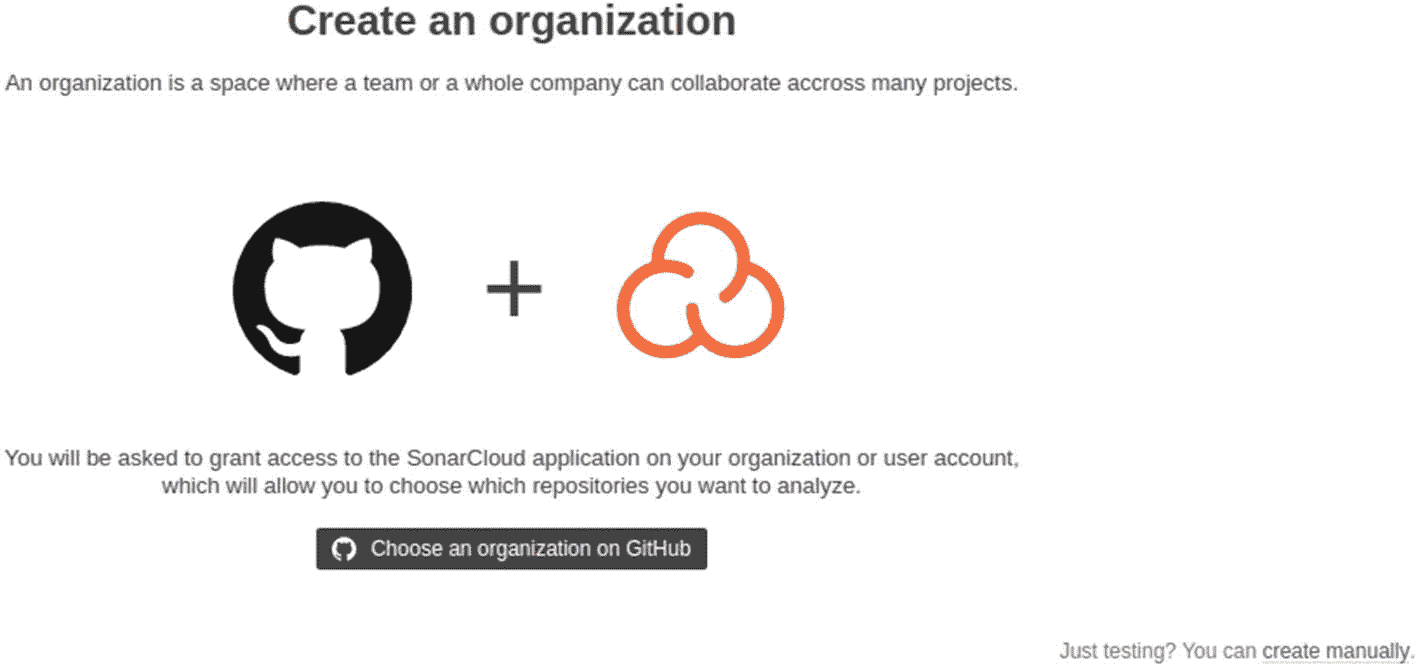 Create an organization
An organization is a space where a team or a whole company can collaborate accross many projects.
You will be asked to grant access to the SonarCloud application on your organization or user account,
which will allow you to choose which repositories you want to analyze.
Choose an organization on GitHub
Just testing? You can create manually.